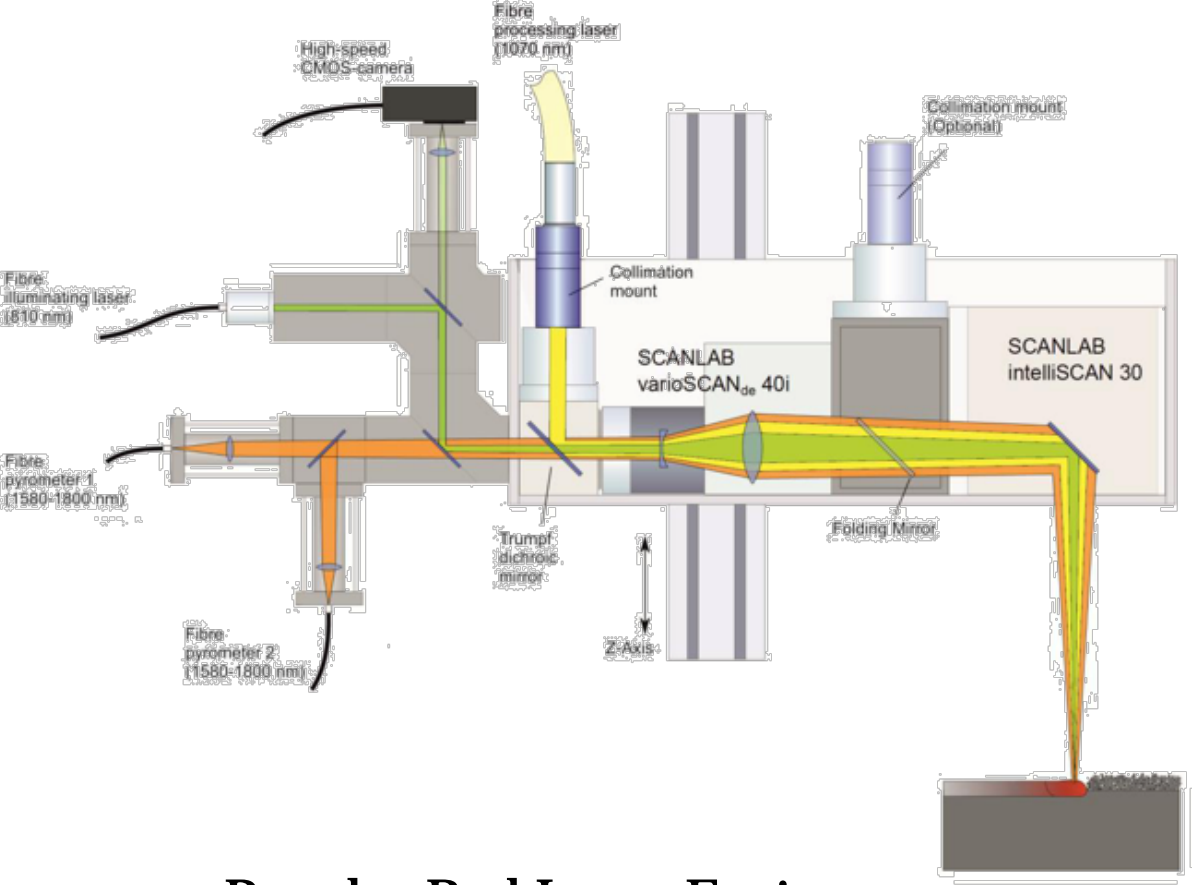 Fibre
processing laser
(1070 nm)
High-speed
CMOS-camera
Collimation mount
(Optional)
Fibre
illuminating laser
(810 nm)
Collimation
mount
SCANLAB
varioSCANde 40i
SCANLAB
intelliSCAN 30
Fibre
pyrometer 1
(1580-1800 nm)
Trumpf
dichroic
mirror
Folding Mirror
Z-Axis
Fibre
pyrometer 2
(1580-1800 nm)